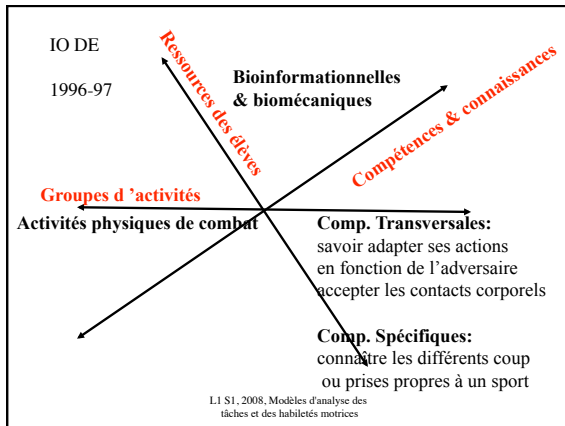 IO DE
1996-97
Ressources des élèves
Bioinformationnelles
& biomécaniques
Compétences & connaissances
Groupes d ’activités
Activités physiques de combat
Comp. Transversales:
savoir adapter ses actions
en fonction de l’adversaire
accepter les contacts corporels
Comp. Spécifiques:
connaître les différents coup
ou prises propres à un sport
L1 S1, 2008, Modèles d'analyse des
tâches et des habiletés motrices